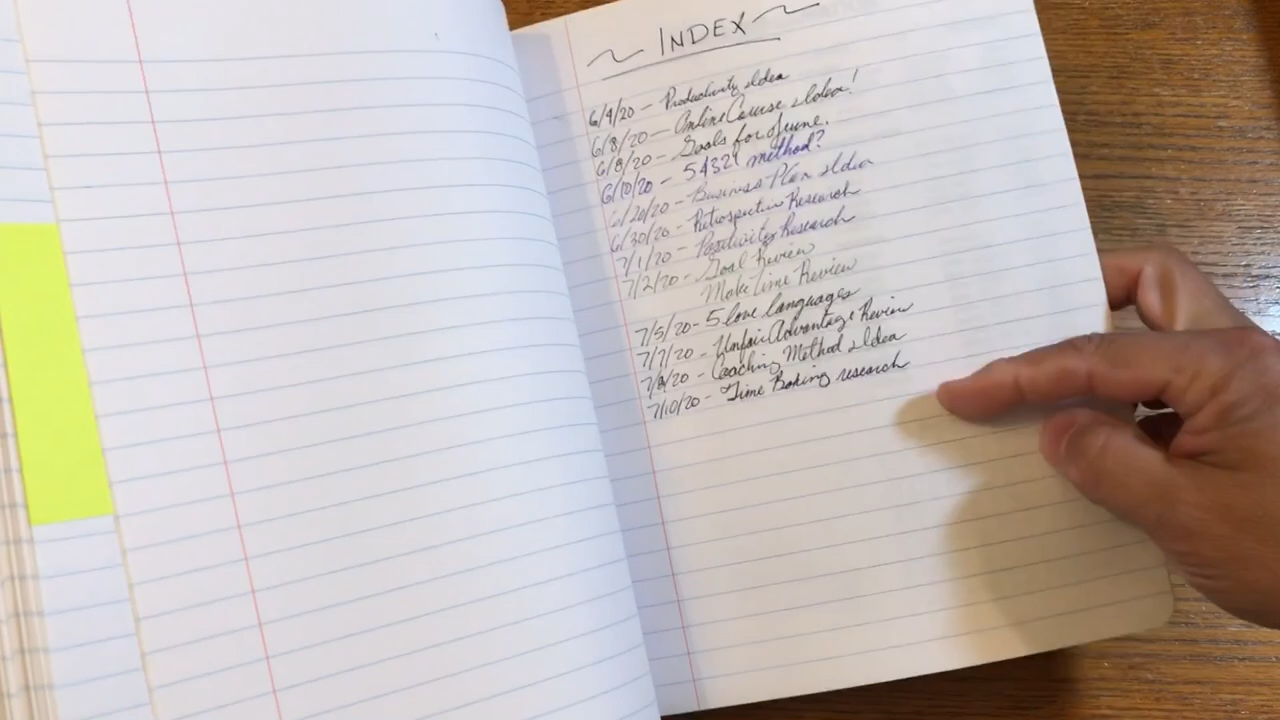 ~ INDEX ~
6/4/20 - Productivity Idea
6/8/20 - Online Course Idea!
6/8/20 - Goals for June.
6/10/20 - 54321 method?
6/20/20 - Business Plan Idea
6/30/20 - Retrospective Research
7/1/20 - Positivity Research
7/2/20 - Goal Review
Make Time Review
7/5/20 - 5 love languages
7/7/20 - Unfair Advantage Review
7/8/20 - Coaching Method Idea
7/10/20 - Time Boxing research